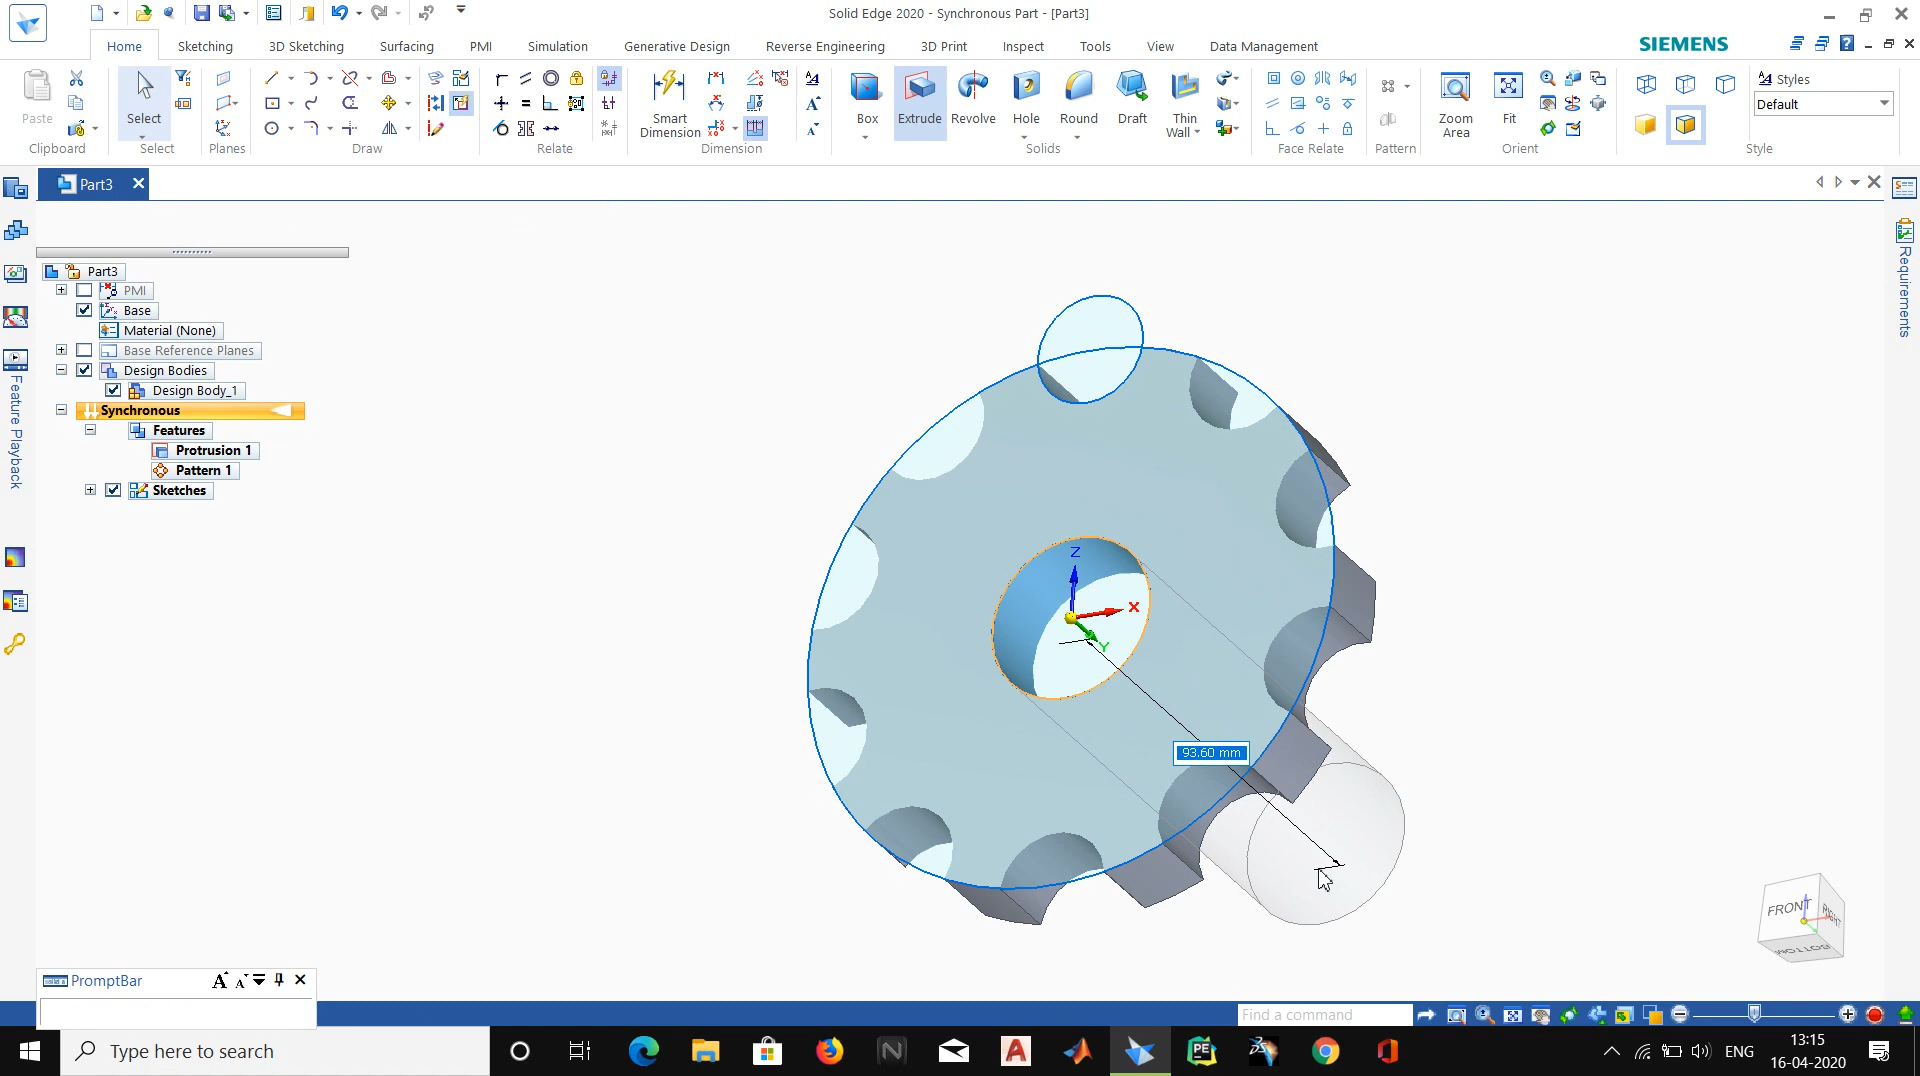 Solid Edge 2020 - Synchronous Part - [Part3]
Home
Sketching
3D Sketching
Surfacing
PMI
Simulation
Generative Design
Reverse Engineering
3D Print
Inspect
Tools
View
Data Management
SIEMENS
Paste
Select
Smart
Dimension
Box
Extrude
Revolve
Hole
Round
Draft
Thin
Wall
Zoom
Area
Fit
Styles
Default
Clipboard
Select
Planes
Draw
Relate
Dimension
Solids
Face Relate
Pattern
Orient
Style
Part3
Part3
PMI
Base
Material (None)
Base Reference Planes
Design Bodies
Design Body_1
Synchronous
Features
Protrusion 1
Pattern 1
Sketches
Feature Playback
Requirements
Z
X
Y
93.60 mm
FRONT
RIGHT
BOTTOM
PromptBar
Find a command
Type here to search
ENG
13:15
16-04-2020